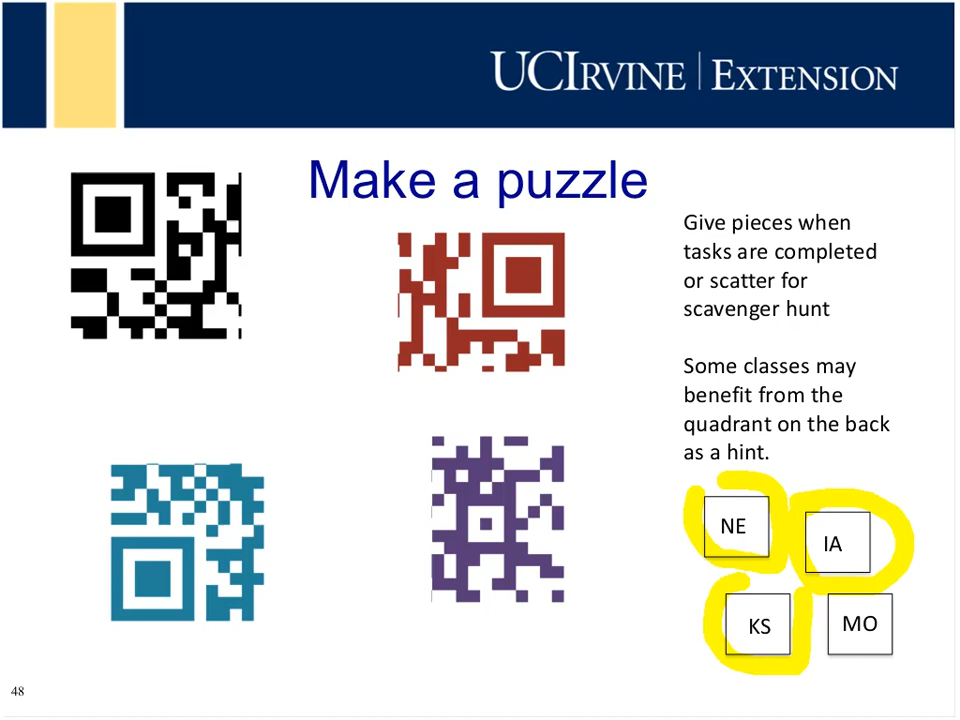 UCIRVINE | EXTENSION
Make a puzzle
Give pieces when
tasks are completed
or scatter for
scavenger hunt
Some classes may
benefit from the
quadrant on the back
as a hint.
NE
IA
KS
MO
48